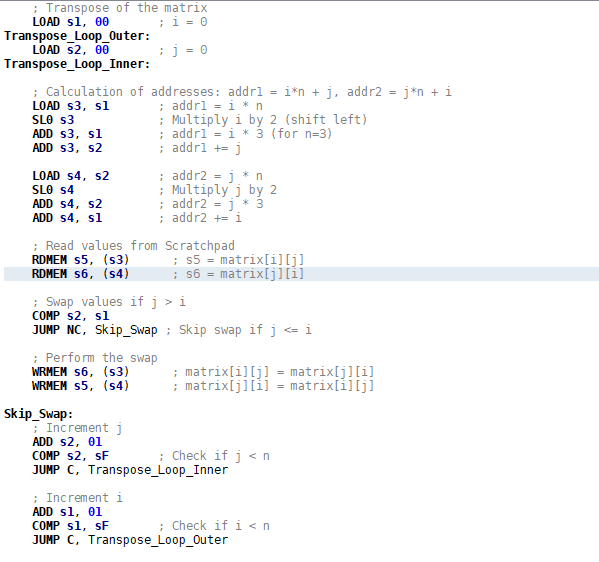 ; Transpose of the matrix
    LOAD s1, 00       ; i = 0
Transpose_Loop_Outer:
    LOAD s2, 00       ; j = 0
Transpose_Loop_Inner:

    ; Calculation of addresses: addr1 = i*n + j, addr2 = j*n + i
    LOAD s3, s1       ; addr1 = i * n
    SL0 s3            ; Multiply i by 2 (shift left)
    ADD s3, s1        ; addr1 = i * 3 (for n=3)
    ADD s3, s2        ; addr1 += j

    LOAD s4, s2       ; addr2 = j * n
    SL0 s4            ; Multiply j by 2
    ADD s4, s2        ; addr2 = j * 3
    ADD s4, s1        ; addr2 += i

    ; Read values from Scratchpad
    RDMEM s5, (s3)      ; s5 = matrix[i][j]
    RDMEM s6, (s4)      ; s6 = matrix[j][i]

    ; Swap values if j > i
    COMP s2, s1
    JUMP NC, Skip_Swap ; Skip swap if j <= i

    ; Perform the swap
    WRMEM s6, (s3)      ; matrix[i][j] = matrix[j][i]
    WRMEM s5, (s4)      ; matrix[j][i] = matrix[i][j]

Skip_Swap:
    ; Increment j
    ADD s2, 01
    COMP s2, sF       ; Check if j < n
    JUMP C, Transpose_Loop_Inner

    ; Increment i
    ADD s1, 01
    COMP s1, sF       ; Check if i < n
    JUMP C, Transpose_Loop_Outer